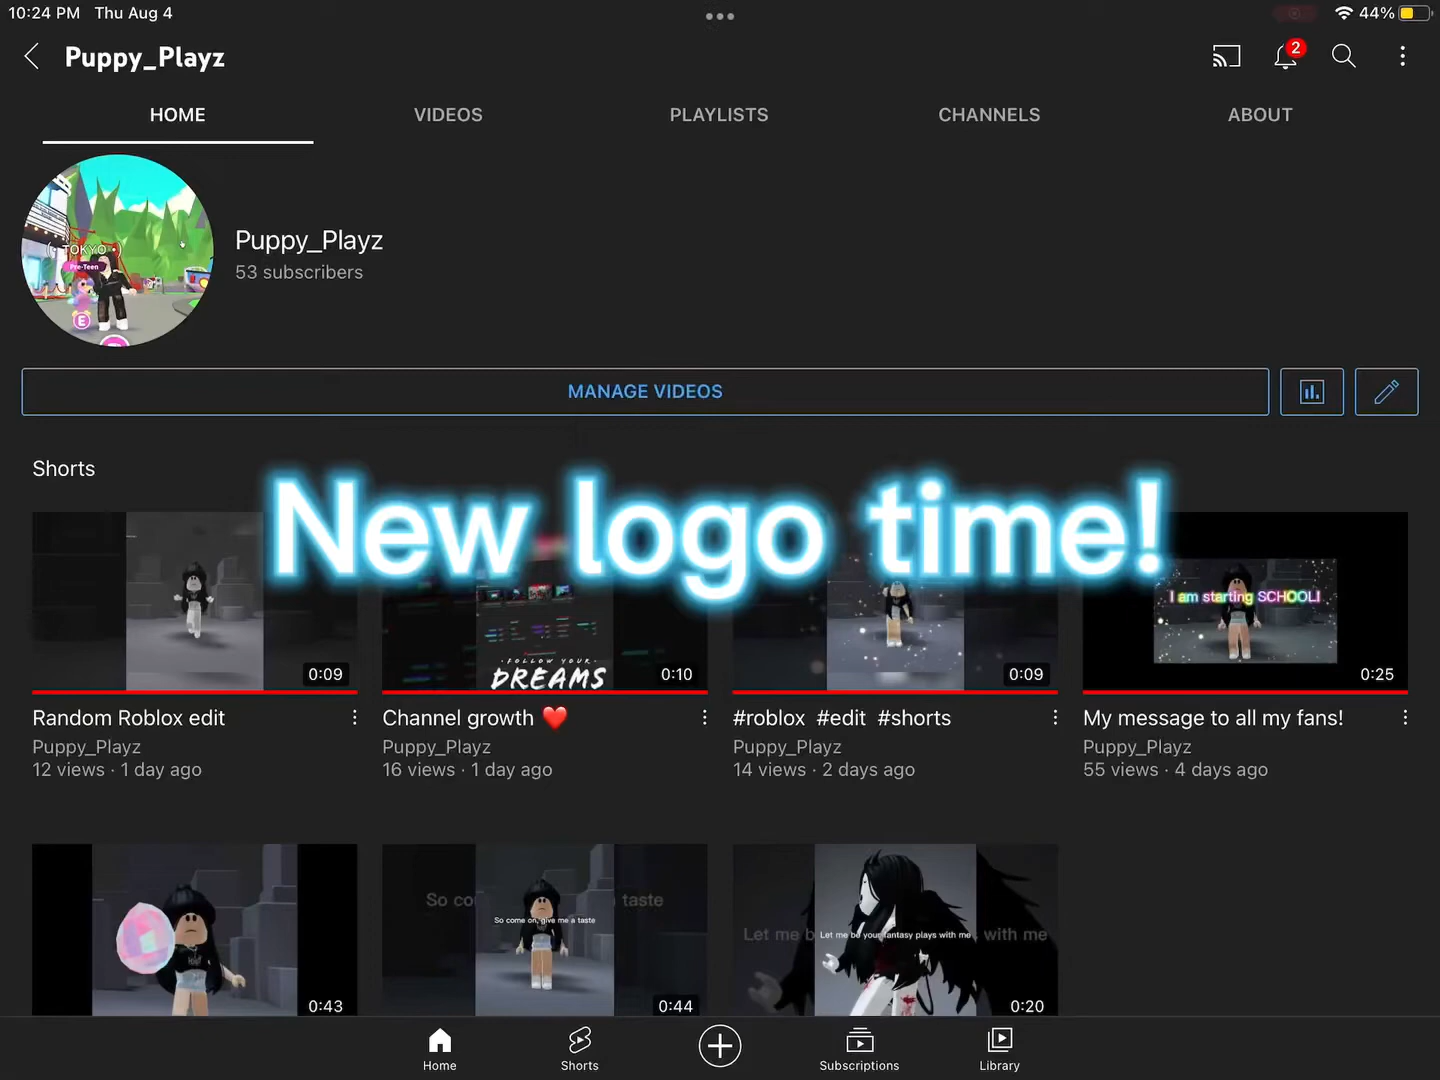 10:24 PM Thu Aug 4
44%
Puppy_Playz
2
HOME
VIDEOS
PLAYLISTS
CHANNELS
ABOUT
TOKYO
Pre-Teen
E
Puppy_Playz
53 subscribers
MANAGE VIDEOS
Shorts
New logo time!
FOLLOW YOUR
DREAMS
I am starting SCHOOL!
0:09
0:10
0:09
0:25
Random Roblox edit
Puppy_Playz
12 views · 1 day ago
Channel growth ❤️
Puppy_Playz
16 views · 1 day ago
#roblox #edit #shorts
Puppy_Playz
14 views · 2 days ago
My message to all my fans!
Puppy_Playz
55 views · 4 days ago
So co
taste
So come on, give me a taste
Let me b
Let me be your fantasy plays with me
with me
0:43
0:44
0:20
Home
Shorts
Subscriptions
Library